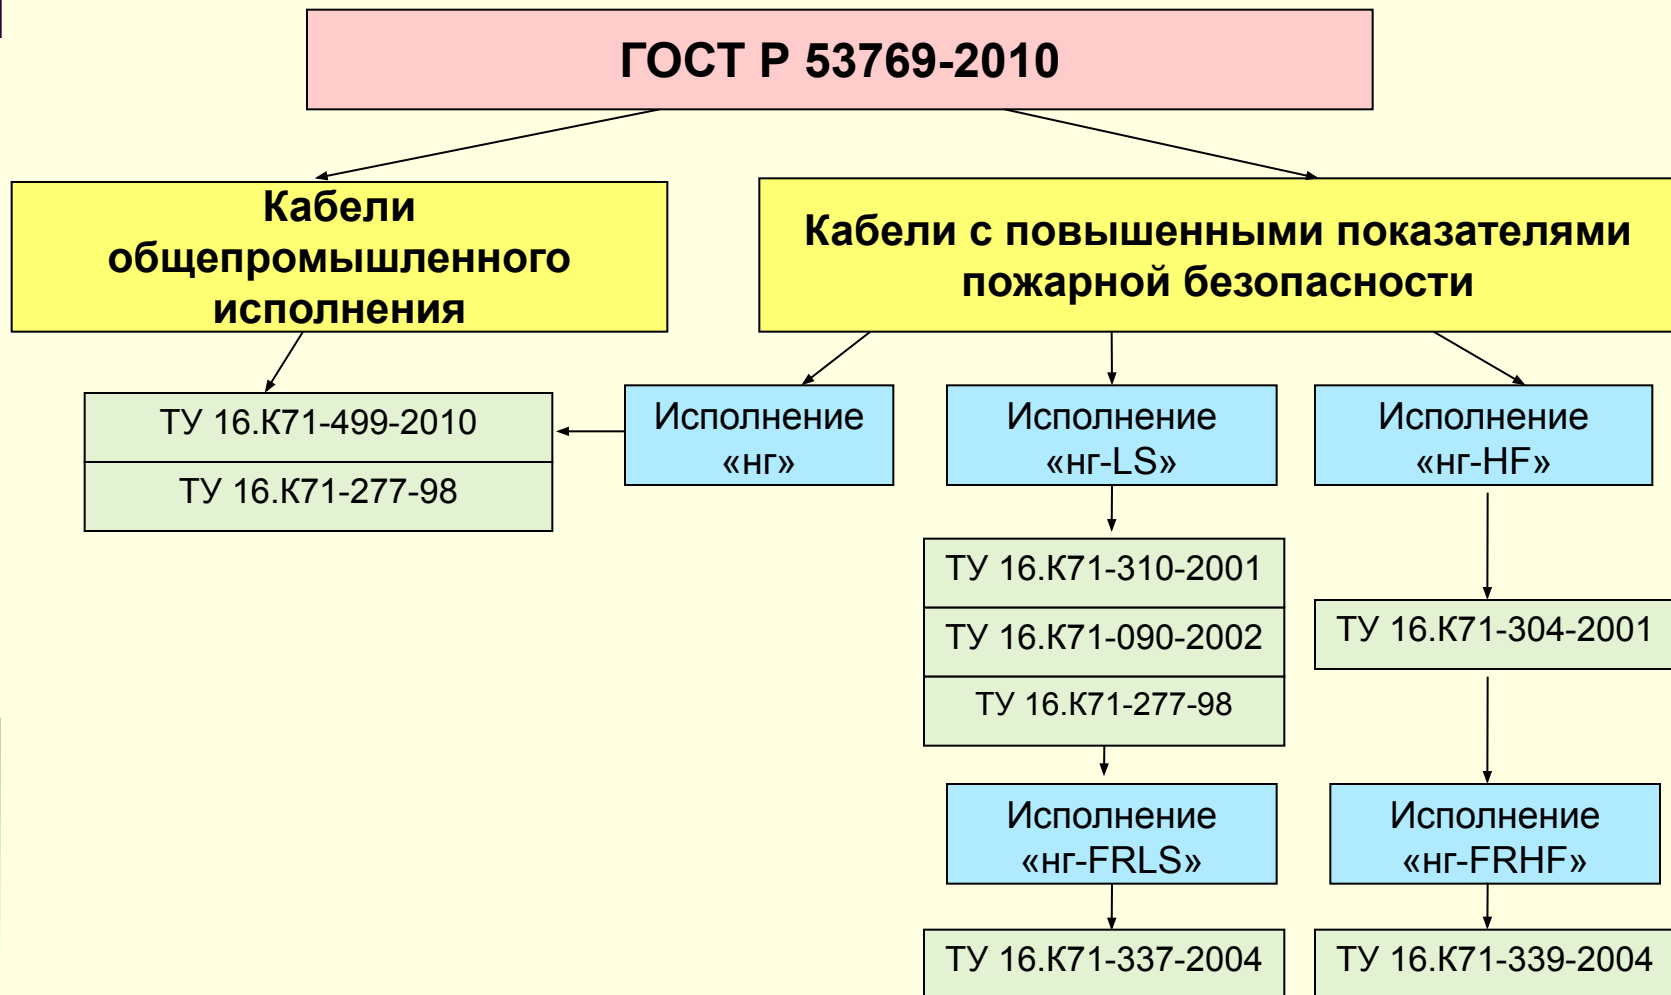 ГОСТ Р 53769-2010
Кабели
общепромышленного
исполнения
Кабели с повышенными показателями
пожарной безопасности
ТУ 16.К71-499-2010
ТУ 16.К71-277-98
Исполнение
«нг»
Исполнение
«нг-LS»
Исполнение
«нг-HF»
ТУ 16.К71-310-2001
ТУ 16.К71-090-2002
ТУ 16.К71-277-98
ТУ 16.К71-304-2001
Исполнение
«нг-FRLS»
Исполнение
«нг-FRHF»
ТУ 16.К71-337-2004
ТУ 16.К71-339-2004